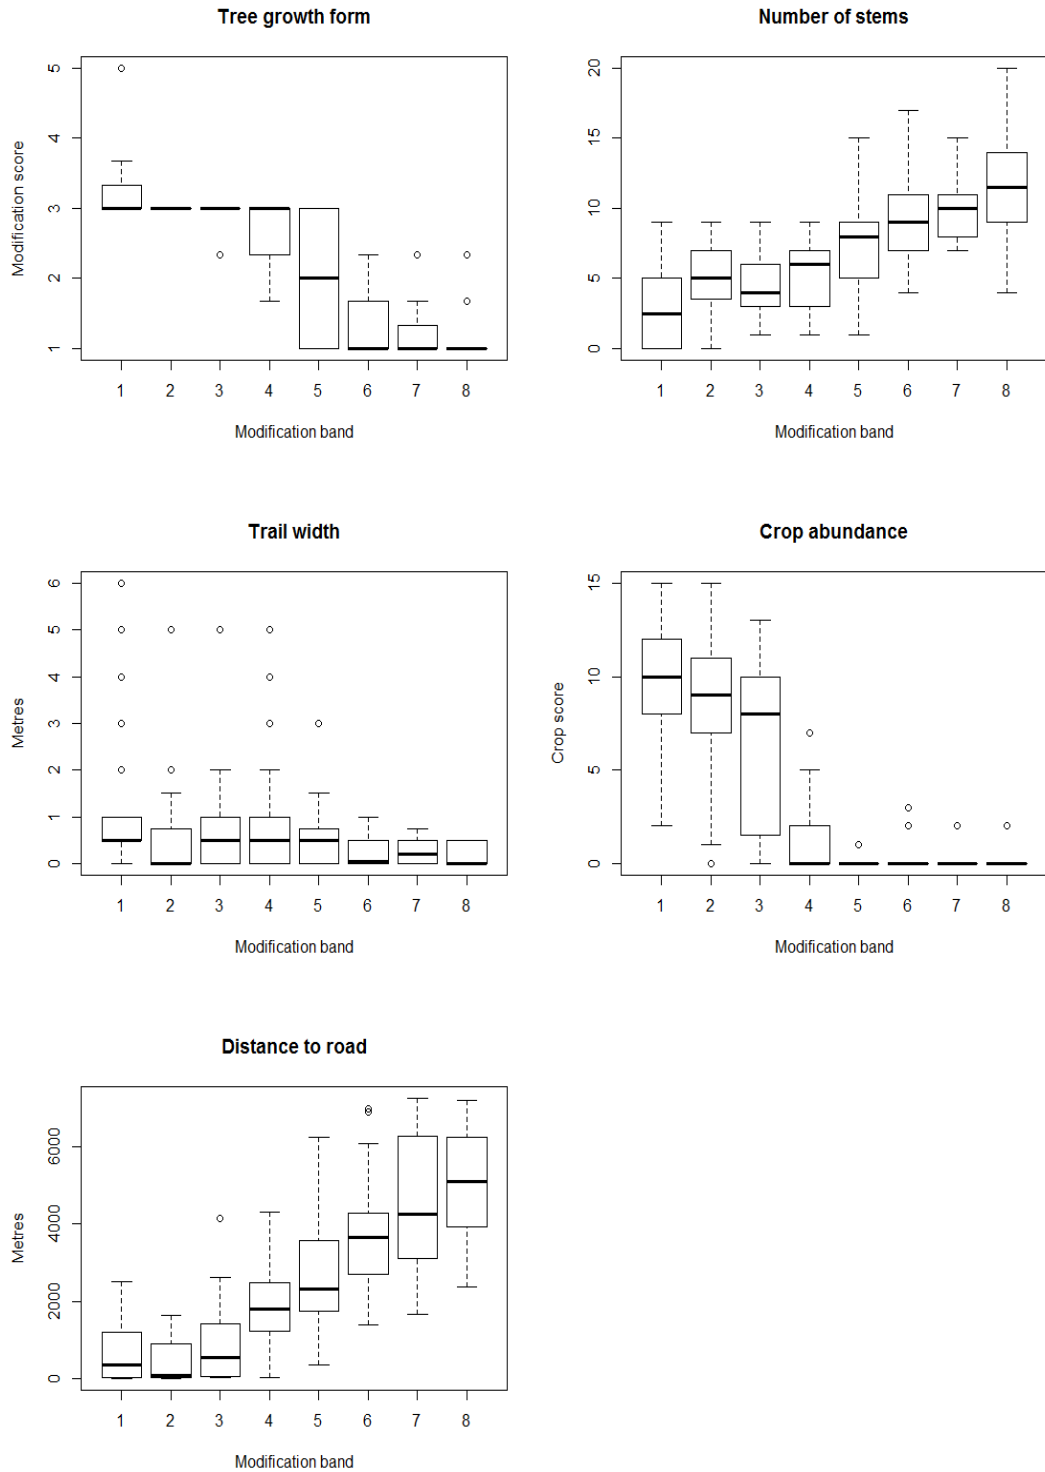 Tree growth form
Modification score
5
4
3
2
1
1 2 3 4 5 6 7 8
Modification band
Number of stems
20
15
10
5
0
1 2 3 4 5 6 7 8
Modification band
Trail width
Metres
6
5
4
3
2
1
0
1 2 3 4 5 6 7 8
Modification band
Crop abundance
Crop score
15
10
5
0
1 2 3 4 5 6 7 8
Modification band
Distance to road
Metres
6000
4000
2000
0
1 2 3 4 5 6 7 8
Modification band